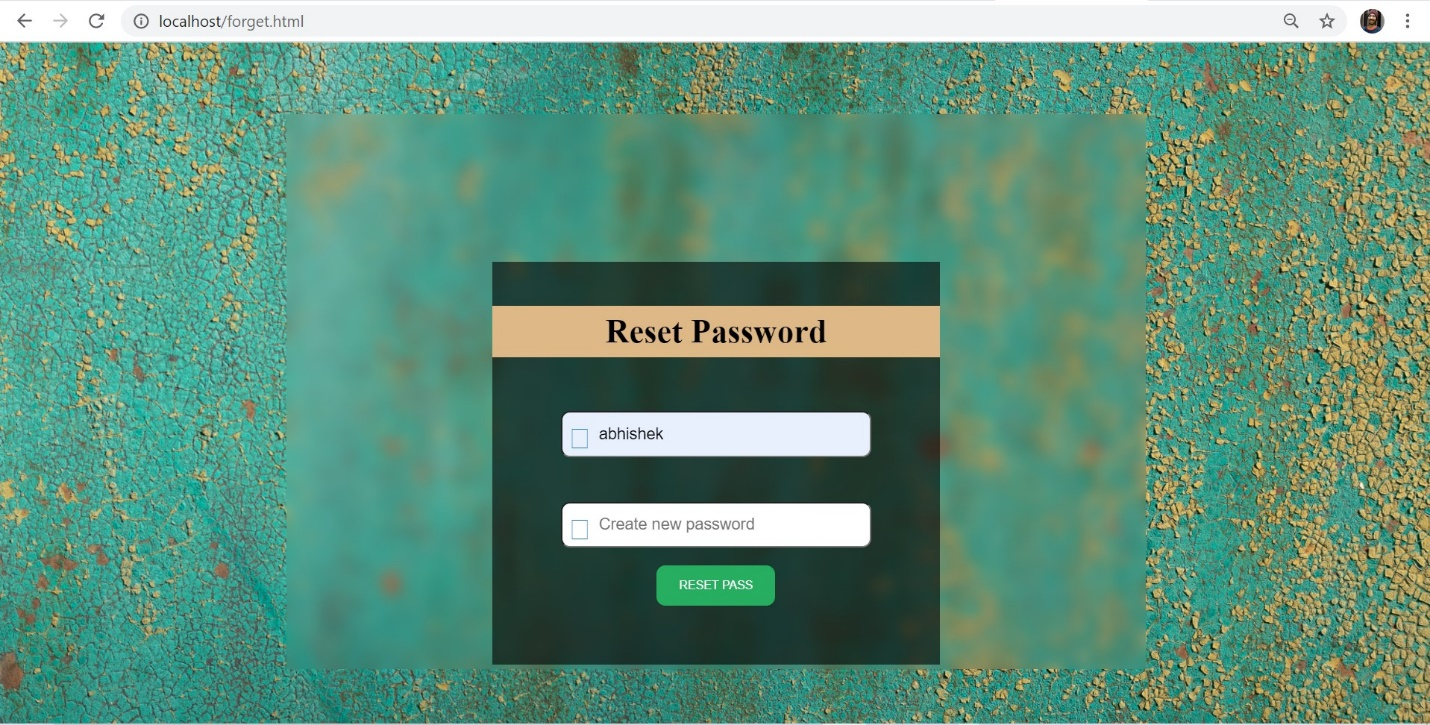 localhost/forget.html
Reset Password
abhishek
Create new password
RESET PASS